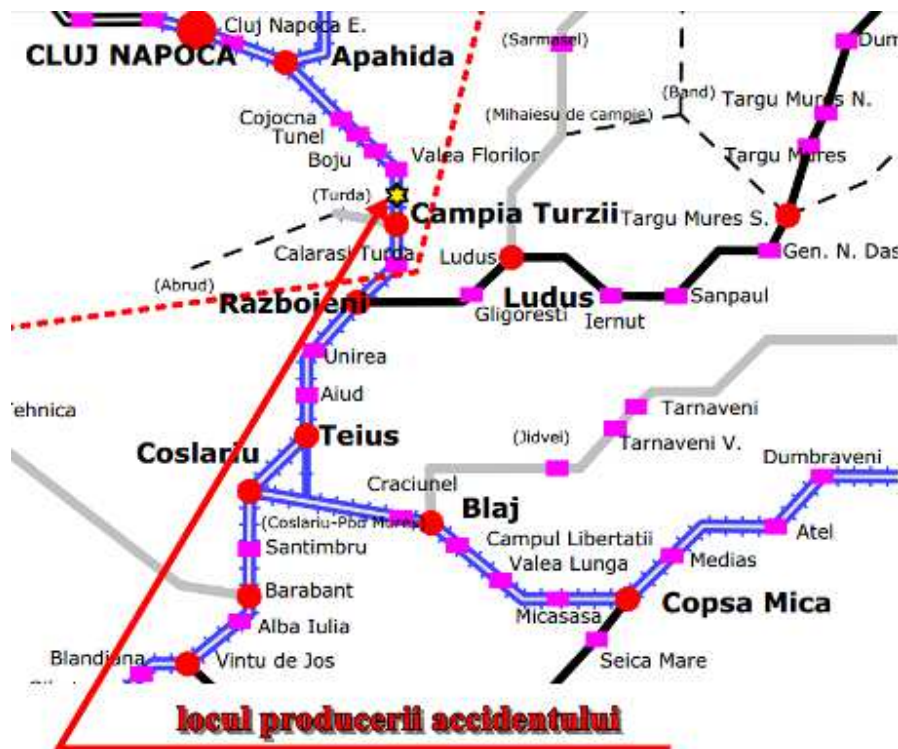 Cluj Napoca E.
CLUJ NAPOCA
Apahida
(Sarmasel)
Targu Mures N.
(Band)
(Mihaiesu de campie)
Cojocna
Tunel
Boju
Valea Florilor
Targu Mures
(Turda)
Campia Turzii
Targu Mures S.
Calarasi Turda
Ludus
Gen. N. Das
(Abrud)
Razboieni
Ludus
Sanpaul
Gligoresti
Iernut
Unirea
Aiud
Tarnaveni
Teius
(Jidvei)
Tarnaveni V.
Coslariu
Dumbraveni
Craciunel
Blaj
(Coslariu-Pod Mures)
Atel
Santimbru
Campul Libertatii
Valea Lunga
Medias
Barabant
Micasasa
Copsa Mica
Alba Iulia
Blandiana
Vintu de Jos
Seica Mare
locul producerii accidentului